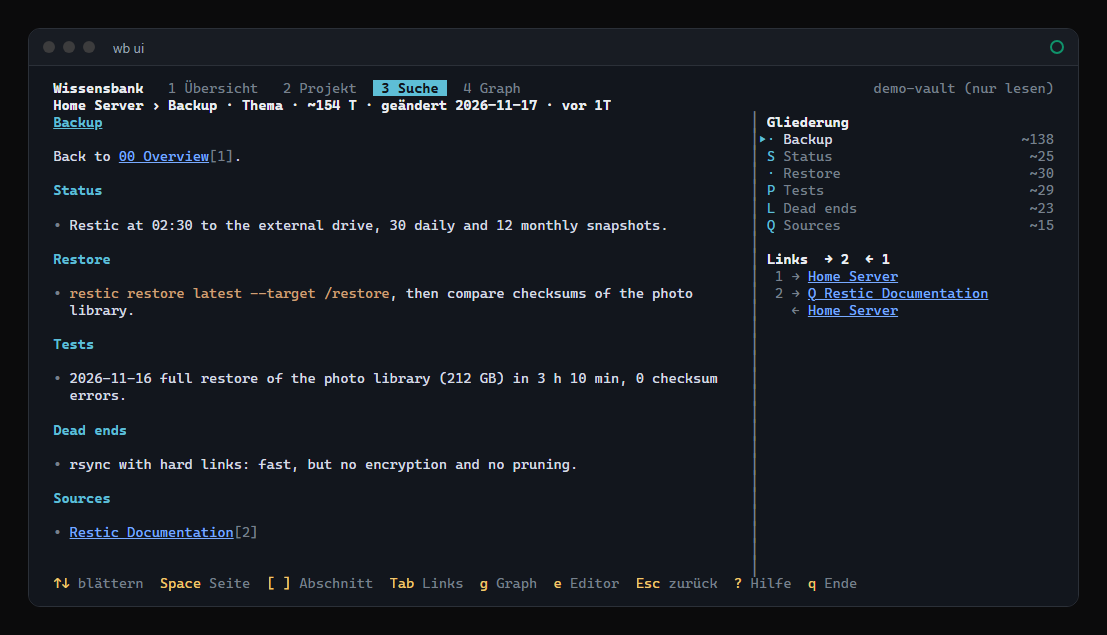 wb ui
Wissensbank 1 Übersicht 2 Projekt 3 Suche 4 Graph demo-vault (nur lesen)
Home Server › Backup · Thema · ~154 T · geändert 2026-11-17 · vor 1T
Backup
Back to 00 Overview[1].
Status
• Restic at 02:30 to the external drive, 30 daily and 12 monthly snapshots.
Restore
• restic restore latest --target /restore, then compare checksums of the photo
library.
Tests
• 2026-11-16 full restore of the photo library (212 GB) in 3 h 10 min, 0 checksum
errors.
Dead ends
• rsync with hard links: fast, but no encryption and no pruning.
Sources
• Restic Documentation[2]
Gliederung
▸· Backup ~138
S Status ~25
· Restore ~30
P Tests ~29
L Dead ends ~23
Q Sources ~15
Links → 2 ← 1
1 → Home Server
2 → Q Restic Documentation
← Home Server
↑↓ blättern Space Seite [ ] Abschnitt Tab Links g Graph e Editor Esc zurück ? Hilfe q Ende